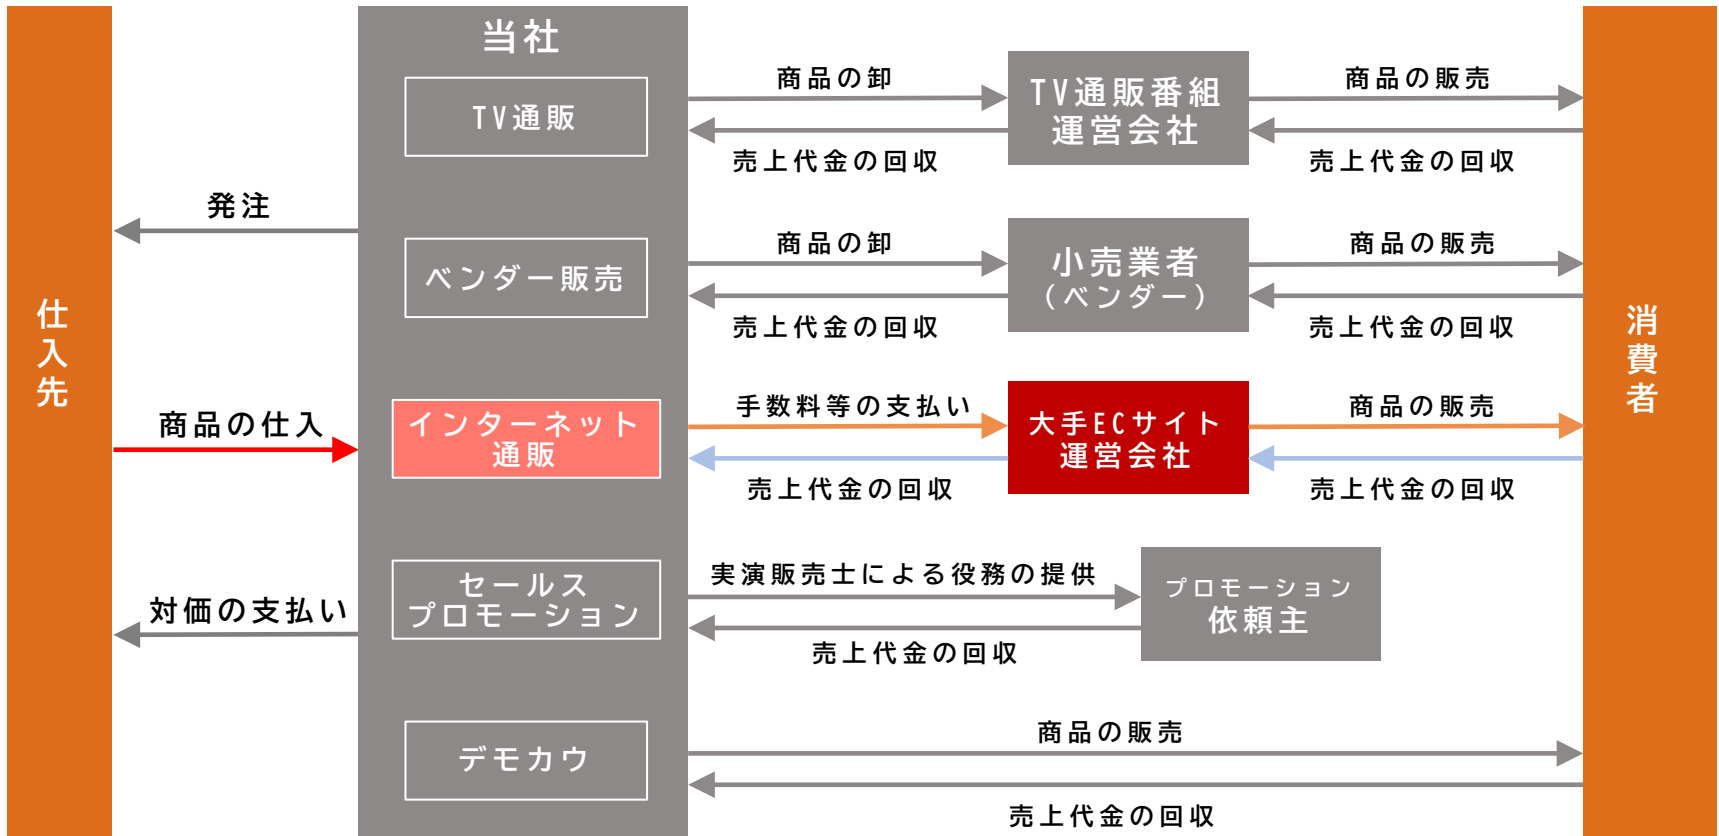 当社
TV通販
商品の卸
TV通販番組
運営会社
商品の販売
売上代金の回収
売上代金の回収
発注
ベンダー販売
商品の卸
小売業者
(ベンダー)
商品の販売
売上代金の回収
売上代金の回収
仕入先
消費者
商品の仕入
インターネット
通販
手数料等の支払い
大手ECサイト
運営会社
商品の販売
売上代金の回収
売上代金の回収
対価の支払い
セールス
プロモーション
実演販売士による役務の提供
プロモーション
依頼主
売上代金の回収
デモカウ
商品の販売
売上代金の回収